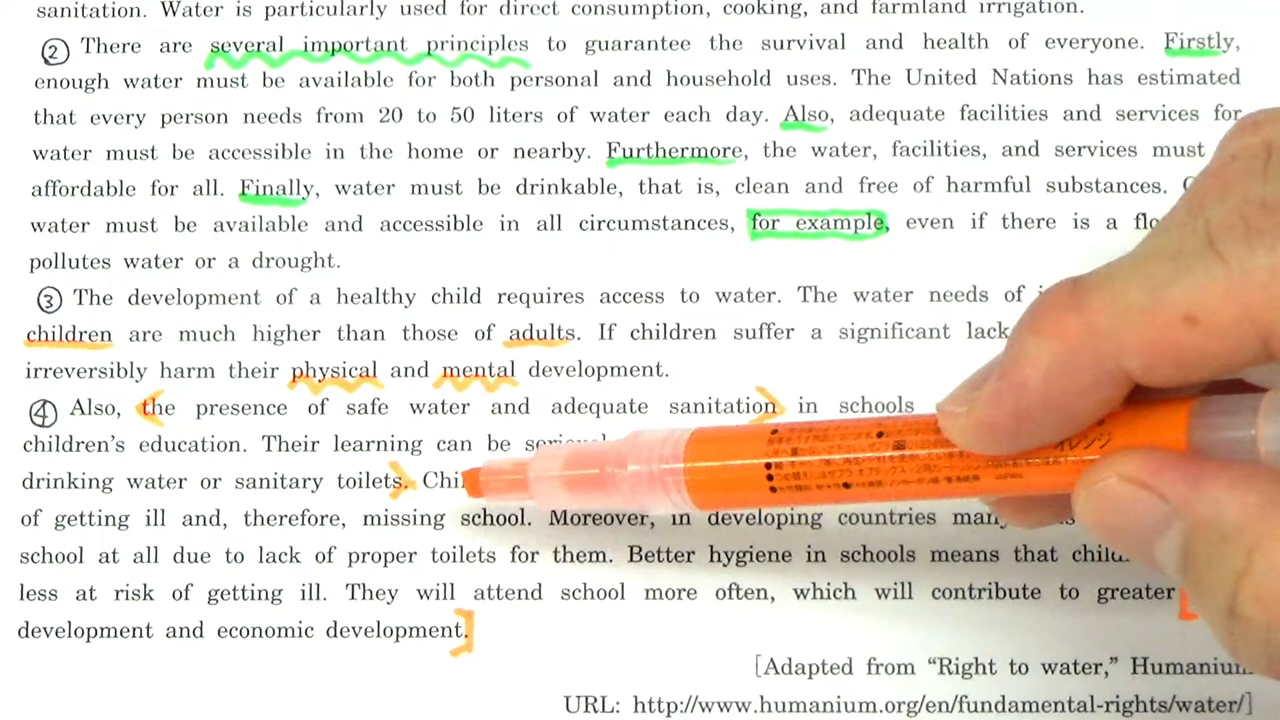 sanitation. Water is particularly used for direct consumption, cooking, and farmland irrigation.
② There are several important principles to guarantee the survival and health of everyone. Firstly,
enough water must be available for both personal and household uses. The United Nations has estimated
that every person needs from 20 to 50 liters of water each day. Also, adequate facilities and services for
water must be accessible in the home or nearby. Furthermore, the water, facilities, and services must
affordable for all. Finally, water must be drinkable, that is, clean and free of harmful substances.
water must be available and accessible in all circumstances, for example, even if there is a
pollutes water or a drought.
③ The development of a healthy child requires access to water. The water needs of
children are much higher than those of adults. If children suffer a significant lack
irreversibly harm their physical and mental development.
④ Also, the presence of safe water and adequate sanitation in schools
children's education. Their learning can be
drinking water or sanitary toilets.
of getting ill and, therefore, missing school. Moreover, in developing countries
school at all due to lack of proper toilets for them. Better hygiene in schools means that
less at risk of getting ill. They will attend school more often, which will contribute to greater
development and economic development.
[Adapted from “Right to water,” Humanium.
URL: http://www.humanium.org/en/fundamental-rights/water/]
オレンジ